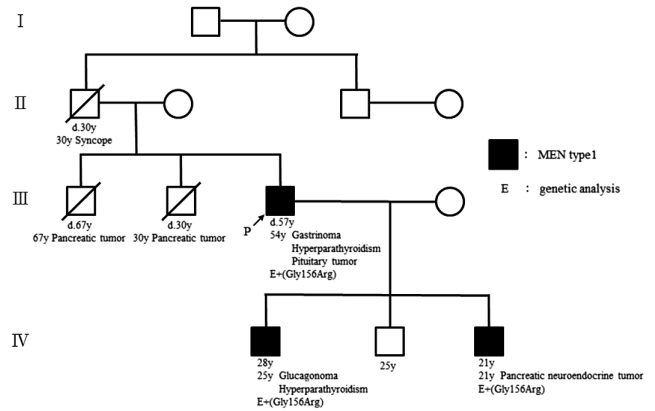 I
II
d.30y
30y Syncope
■ : MEN type1
E : genetic analysis
III
d.67y
67y Pancreatic tumor
d.30y
30y Pancreatic tumor
P
d.57y
54y Gastrinoma
Hyperparathyroidism
Pituitary tumor
E+(Gly156Arg)
IV
28y
25y Glucagonoma
Hyperparathyroidism
E+(Gly156Arg)
25y
21y
21y Pancreatic neuroendocrine tumor
E+(Gly156Arg)